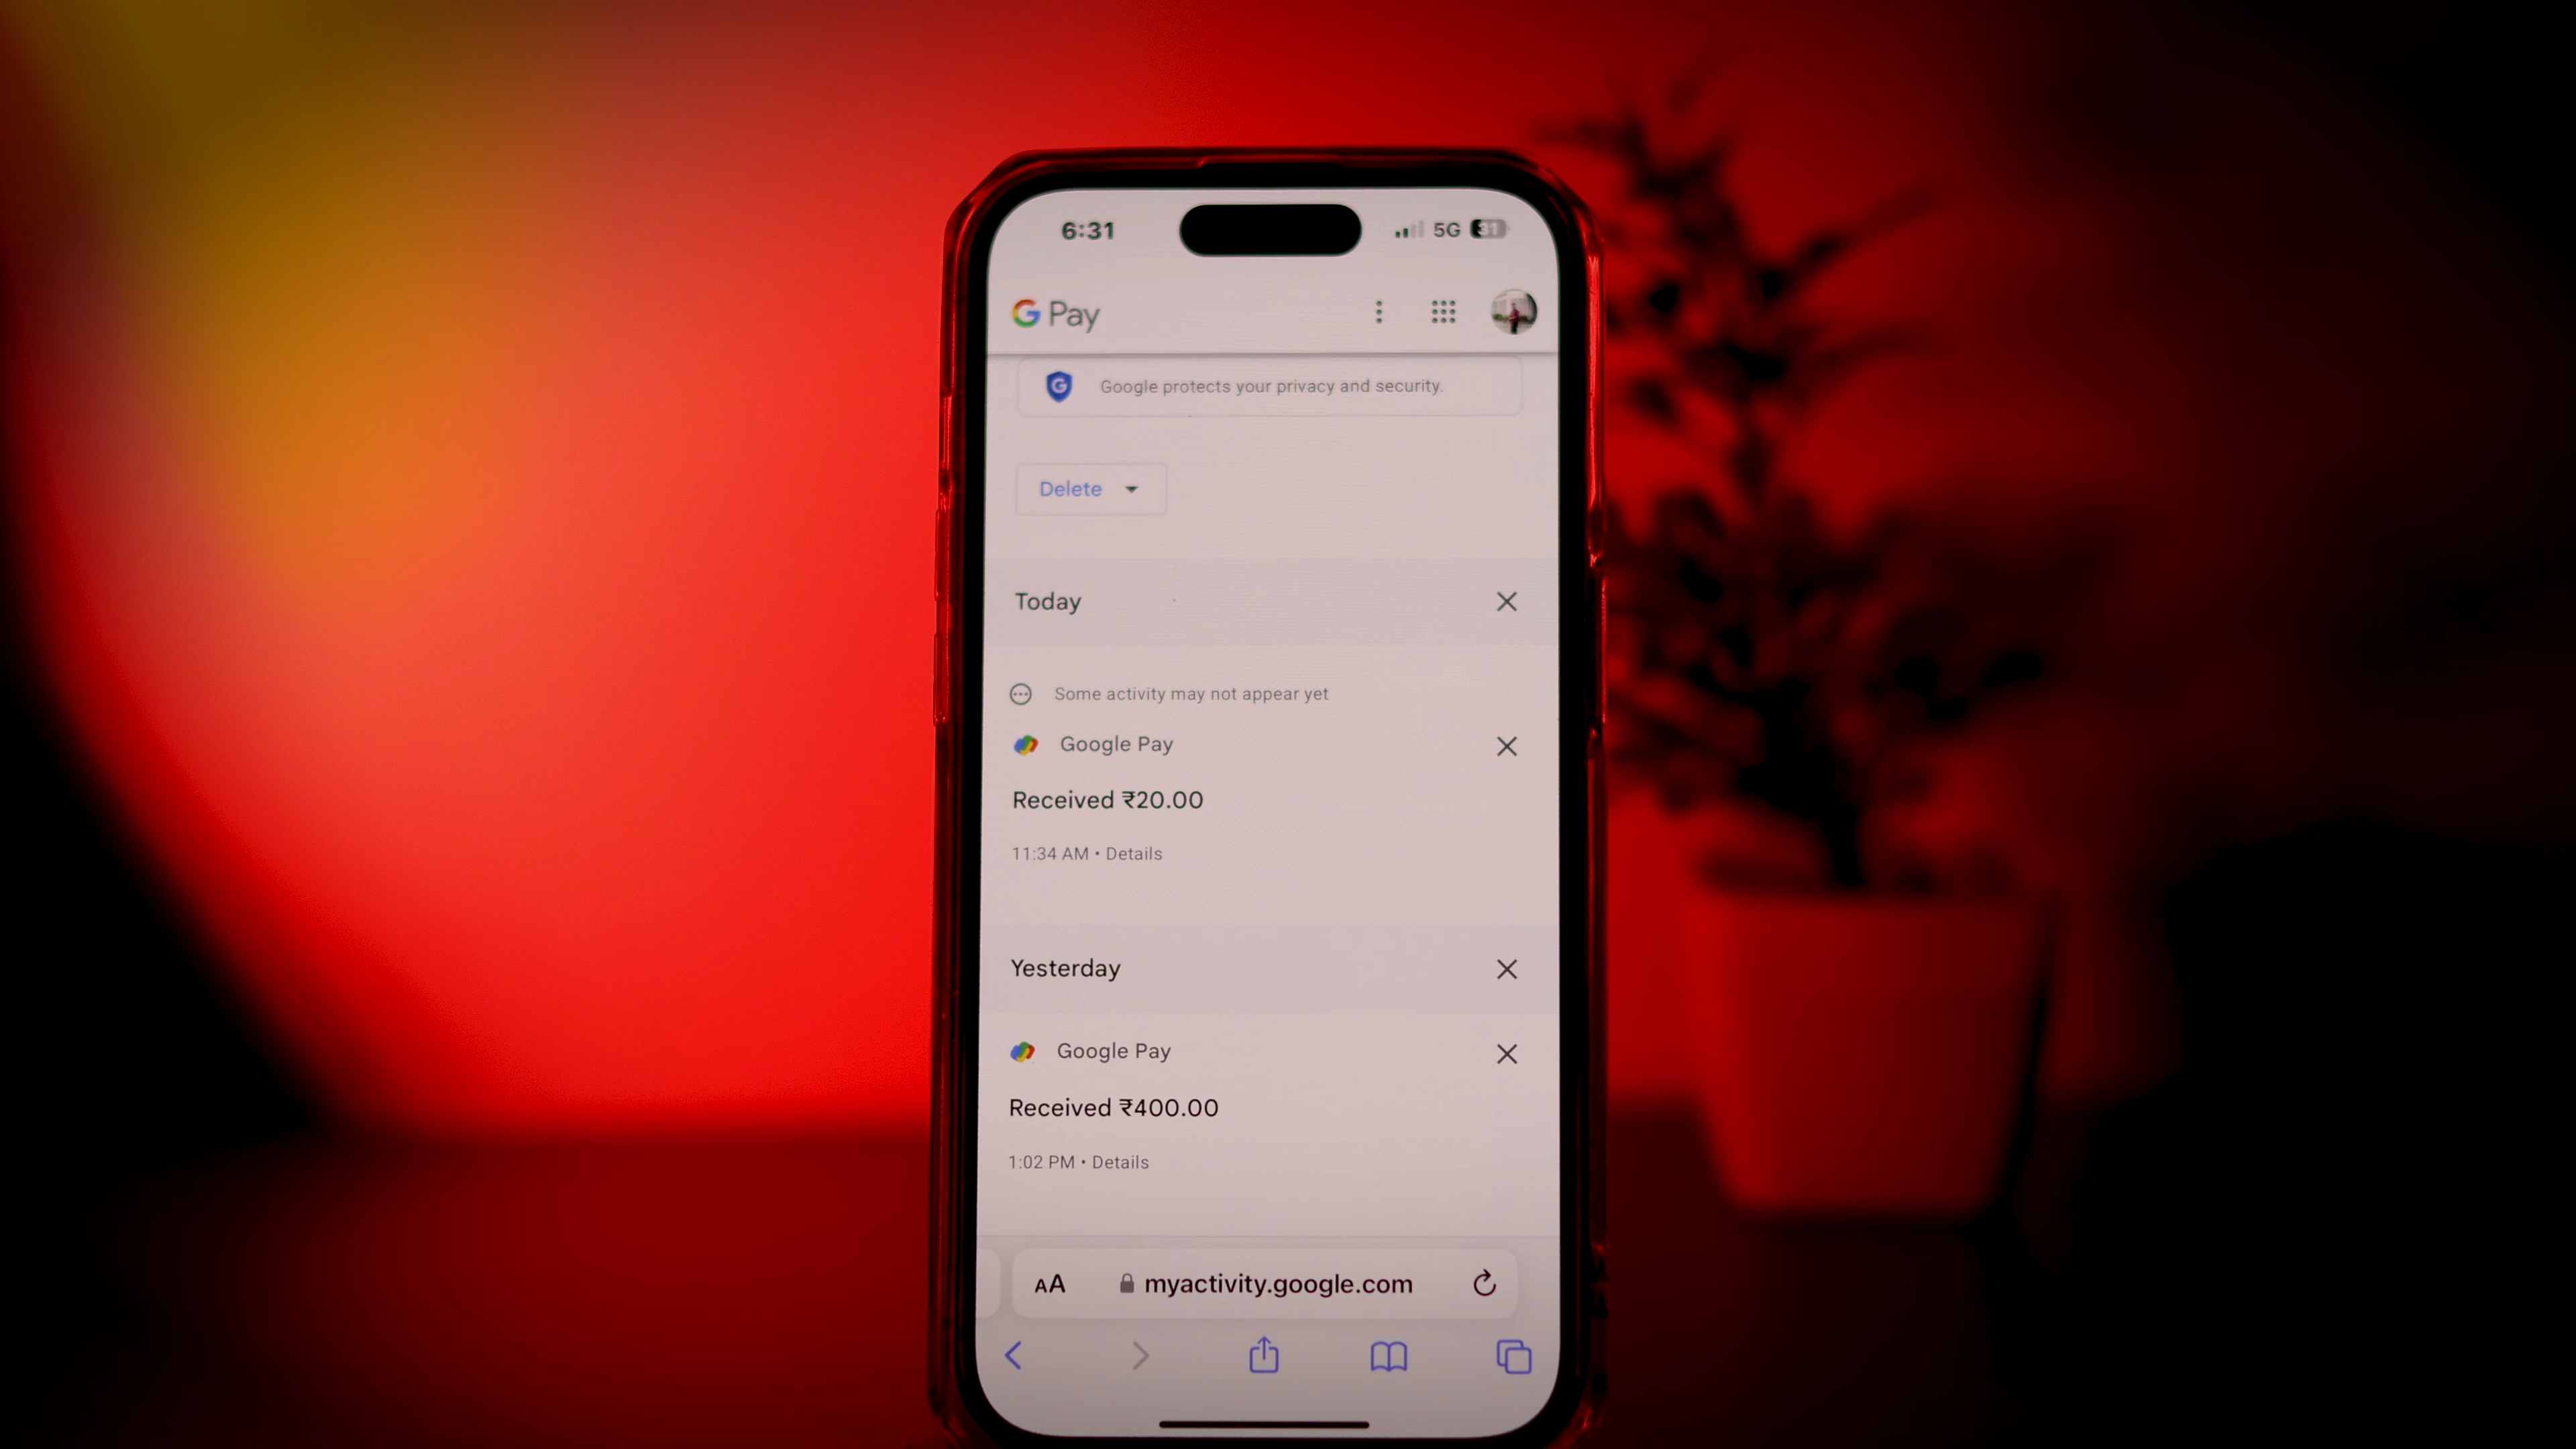 6:31 5G 31
G Pay
Google protects your privacy and security.
Delete
Today
Some activity may not appear yet
Google Pay
Received ₹20.00
11:34 AM • Details
Yesterday
Google Pay
Received ₹400.00
1:02 PM • Details
AA myactivity.google.com